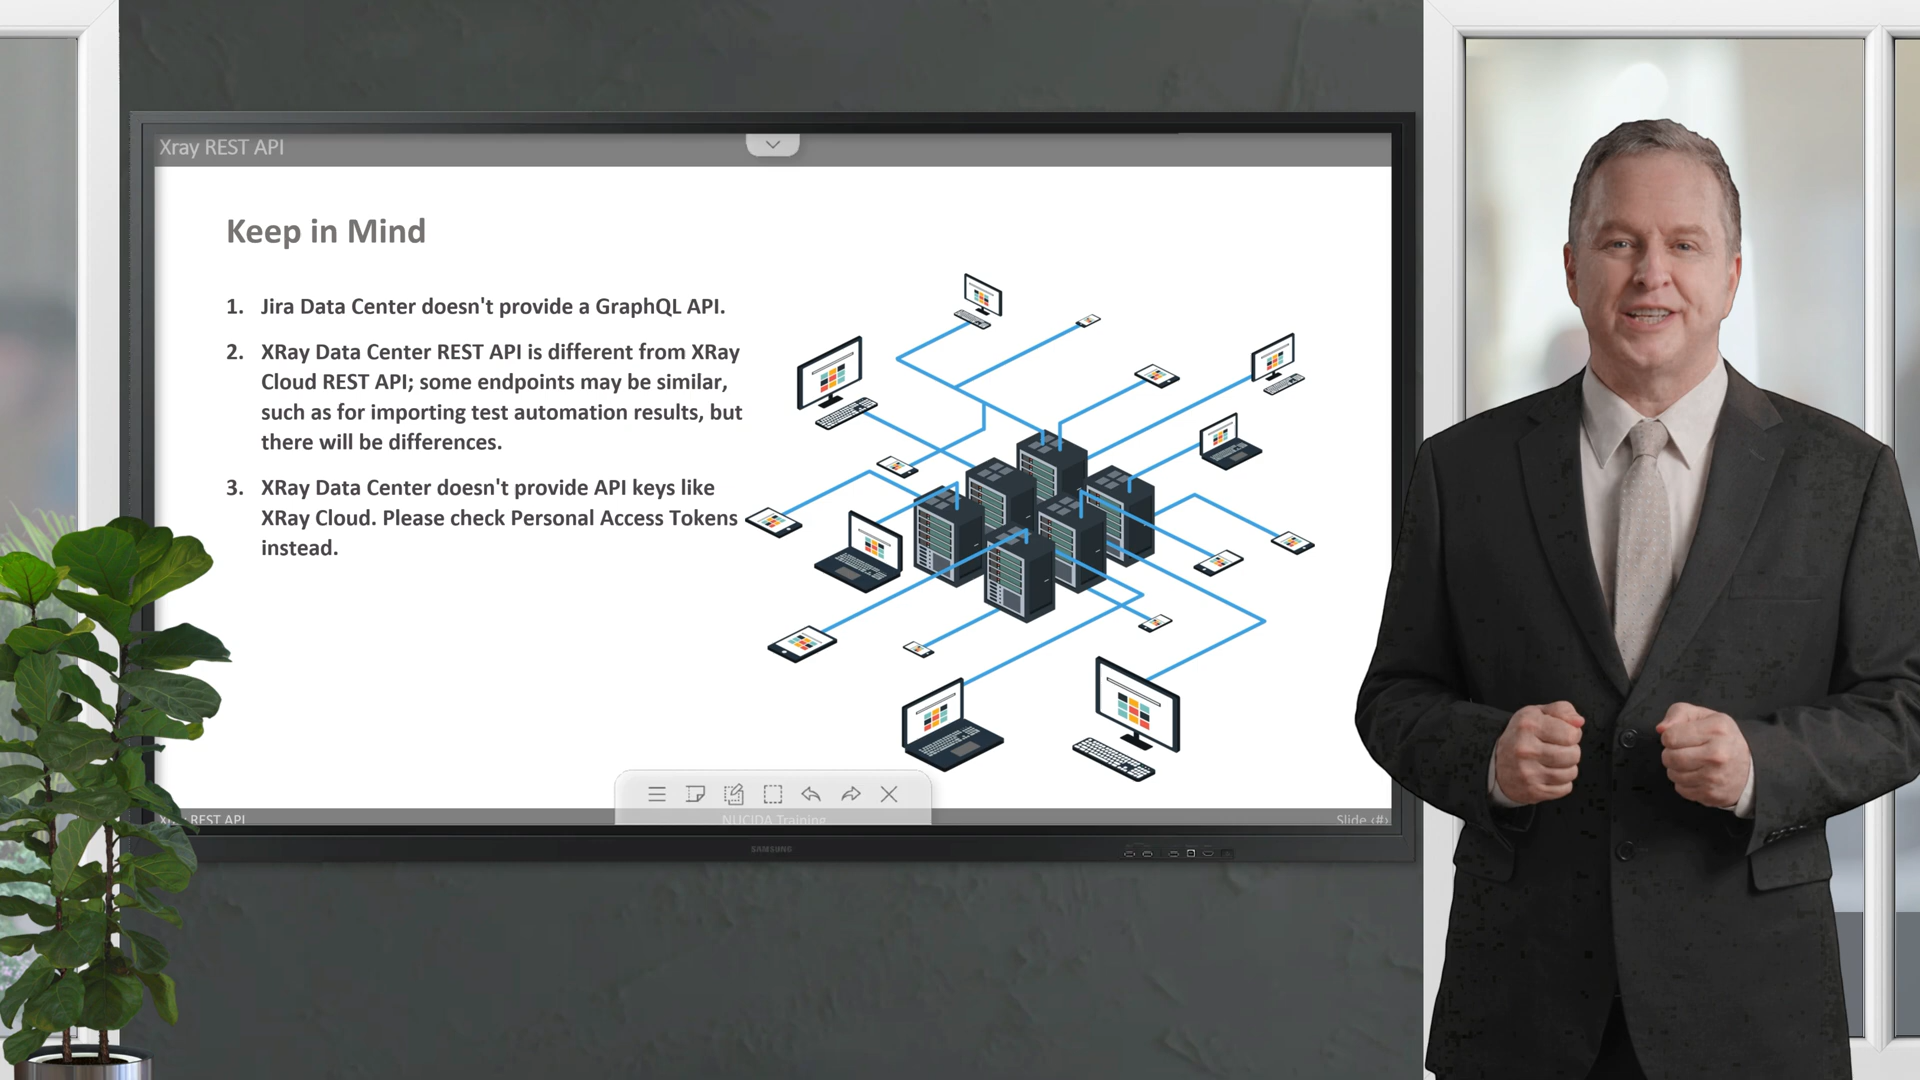 Xray REST API
Keep in Mind
1. Jira Data Center doesn't provide a GraphQL API.
2. XRay Data Center REST API is different from XRay
Cloud REST API; some endpoints may be similar,
such as for importing test automation results, but
there will be differences.
3. XRay Data Center doesn't provide API keys like
XRay Cloud. Please check Personal Access Tokens
instead.
Xray REST API
NUCIDA Training
Slide ‹#›
SAMSUNG